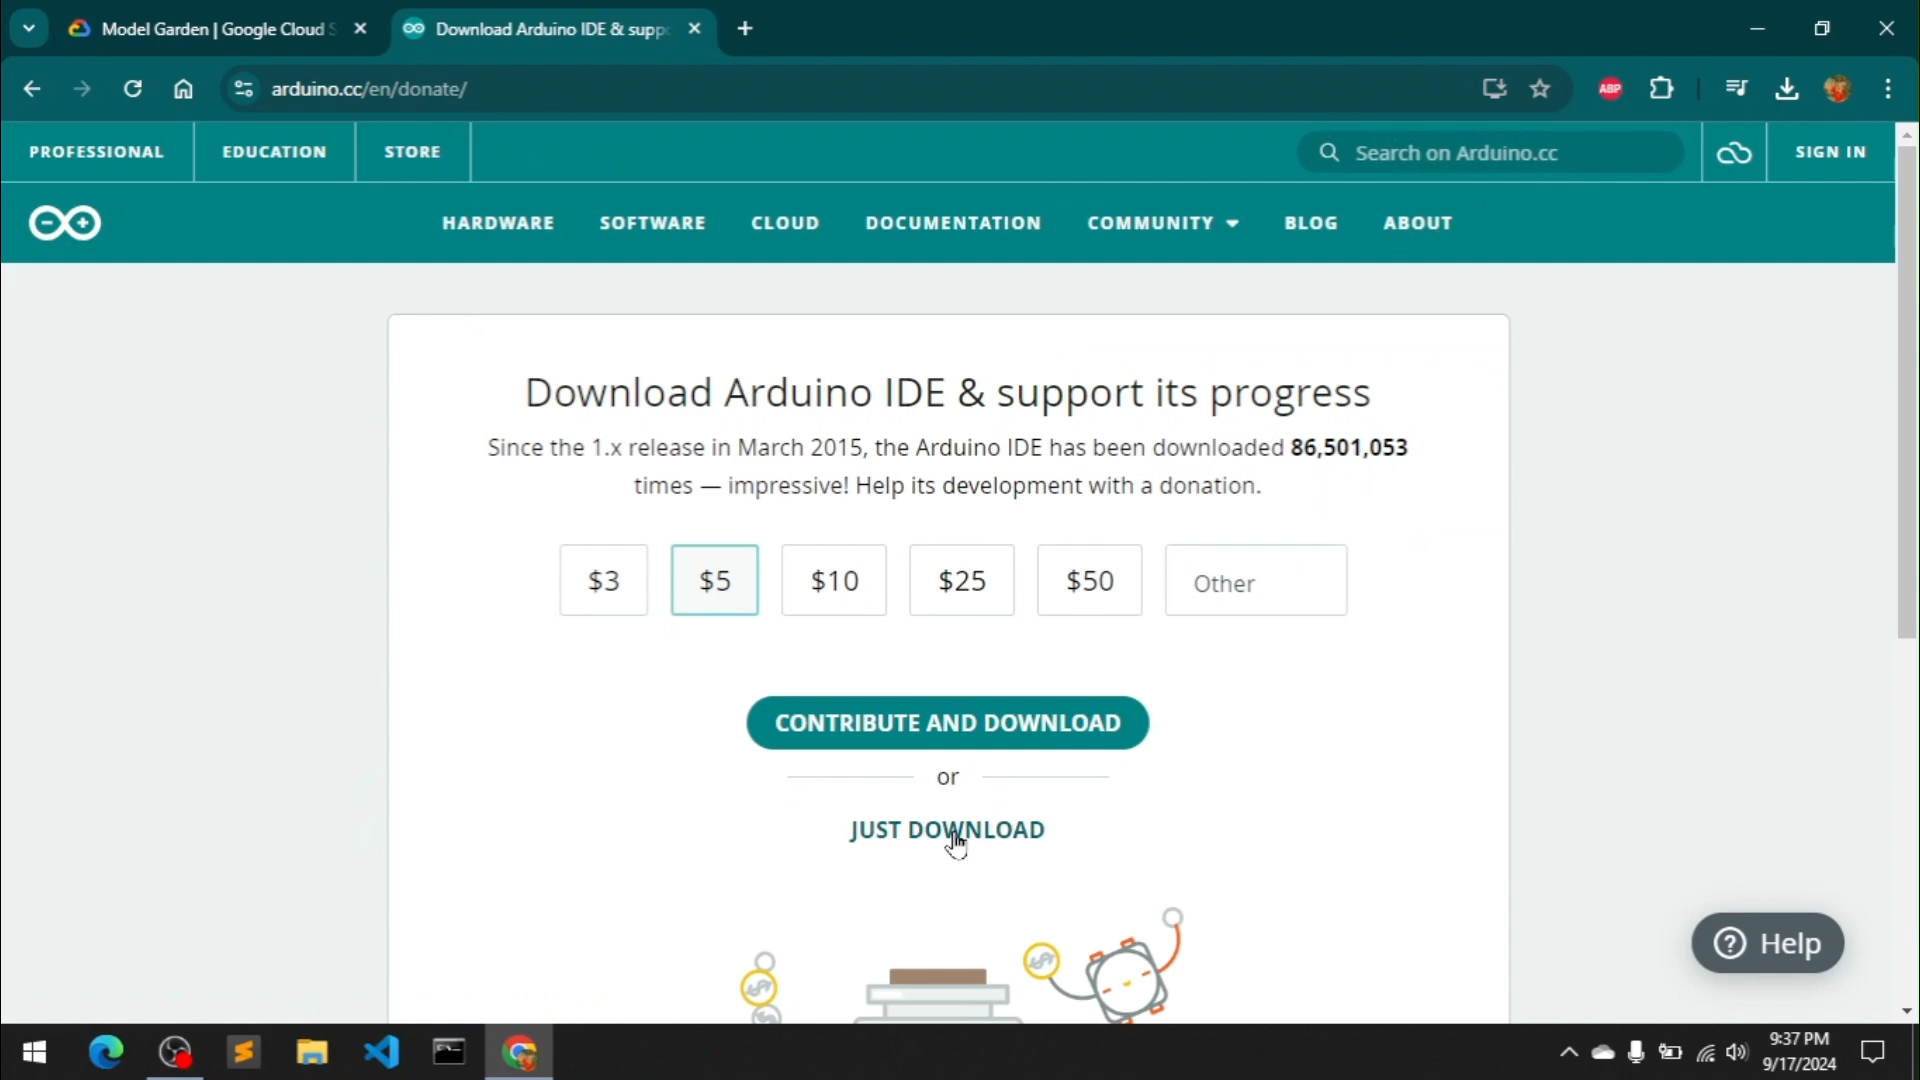 Model Garden | Google Cloud S
Download Arduino IDE & supp
arduino.cc/en/donate/
ABP
PROFESSIONAL
EDUCATION
STORE
Search on Arduino.cc
SIGN IN
HARDWARE
SOFTWARE
CLOUD
DOCUMENTATION
COMMUNITY
BLOG
ABOUT
Download Arduino IDE & support its progress
Since the 1.x release in March 2015, the Arduino IDE has been downloaded 86,501,053
times — impressive! Help its development with a donation.
$3
$5
$10
$25
$50
Other
CONTRIBUTE AND DOWNLOAD
or
JUST DOWNLOAD
Help
9:37 PM
9/17/2024